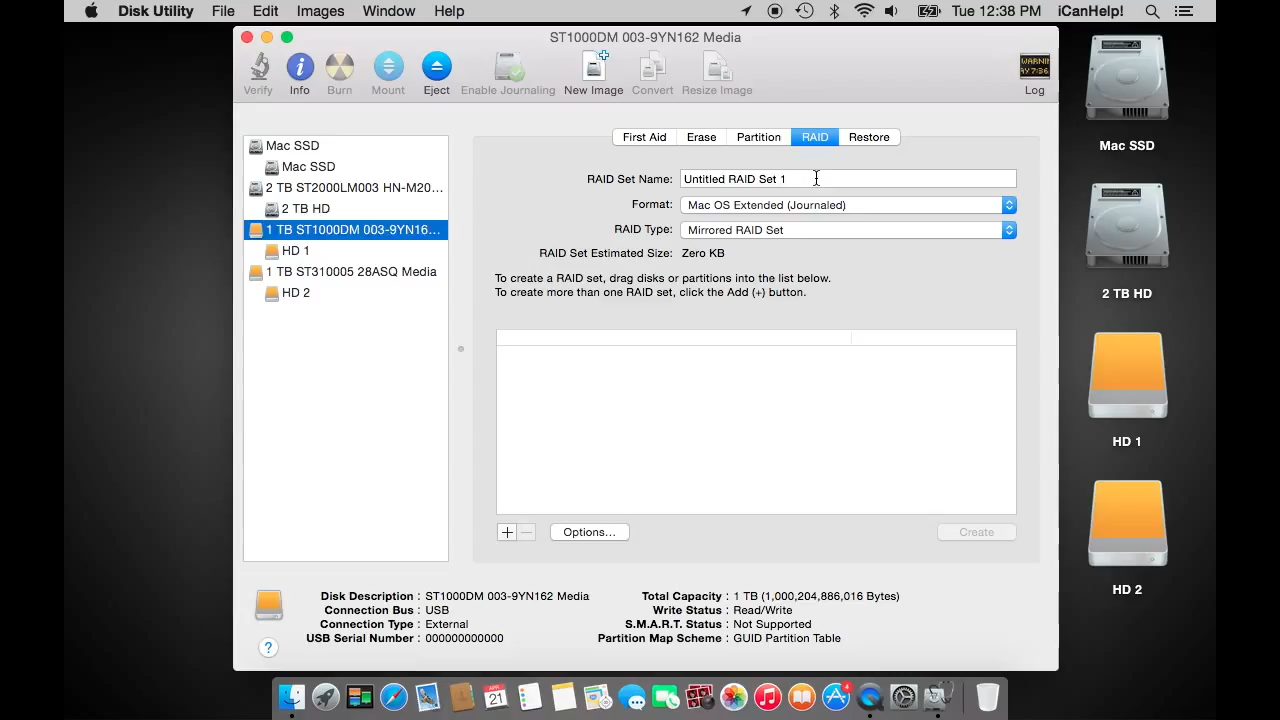 Disk Utility File Edit Images Window Help Tue 12:38 PM iCanHelp!
ST1000DM 003-9YN162 Media
Verify Info Burn Mount Eject Enable Journaling New Image Convert Resize Image Log
WARNIN
AY 7:36
First Aid Erase Partition RAID Restore
Mac SSD
Mac SSD
2 TB ST2000LM003 HN-M20...
2 TB HD
1 TB ST1000DM 003-9YN16...
HD 1
1 TB ST310005 28ASQ Media
HD 2
RAID Set Name: Untitled RAID Set 1
Format: Mac OS Extended (Journaled)
RAID Type: Mirrored RAID Set
RAID Set Estimated Size: Zero KB
To create a RAID set, drag disks or partitions into the list below.
To create more than one RAID set, click the Add (+) button.
Options... Create
Disk Description : ST1000DM 003-9YN162 Media
Connection Bus : USB
Connection Type : External
USB Serial Number : 000000000000
Total Capacity : 1 TB (1,000,204,886,016 Bytes)
Write Status : Read/Write
S.M.A.R.T. Status : Not Supported
Partition Map Scheme : GUID Partition Table
Mac SSD
2 TB HD
HD 1
HD 2
APR
21
4